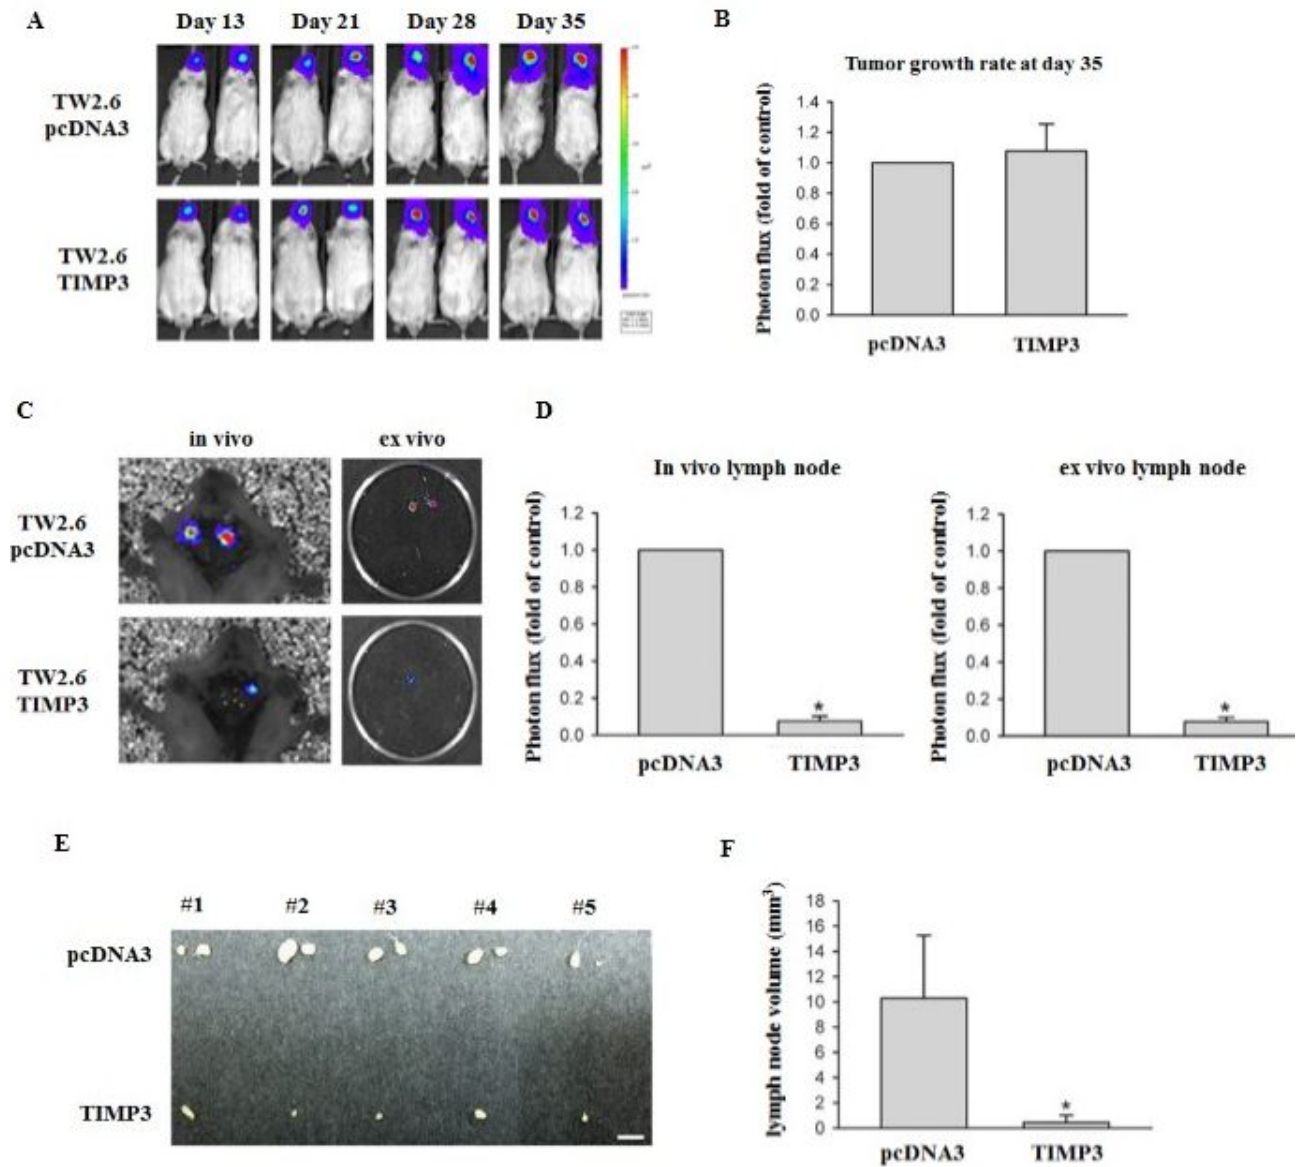 A
Day 13 Day 21 Day 28 Day 35
TW2.6
pcDNA3
TW2.6
TIMP3
B
Tumor growth rate at day 35
Photon flux (fold of control)
1.4
1.2
1.0
0.8
0.6
0.4
0.2
0.0
pcDNA3 TIMP3
C
in vivo ex vivo
TW2.6
pcDNA3
TW2.6
TIMP3
D
In vivo lymph node
Photon flux (fold of control)
1.2
1.0
0.8
0.6
0.4
0.2
0.0
*
pcDNA3 TIMP3
ex vivo lymph node
Photon flux (fold of control)
1.2
1.0
0.8
0.6
0.4
0.2
0.0
*
pcDNA3 TIMP3
E
#1 #2 #3 #4 #5
pcDNA3
TIMP3
F
lymph node volume (mm³)
18
16
14
12
10
8
6
4
2
0
*
pcDNA3 TIMP3